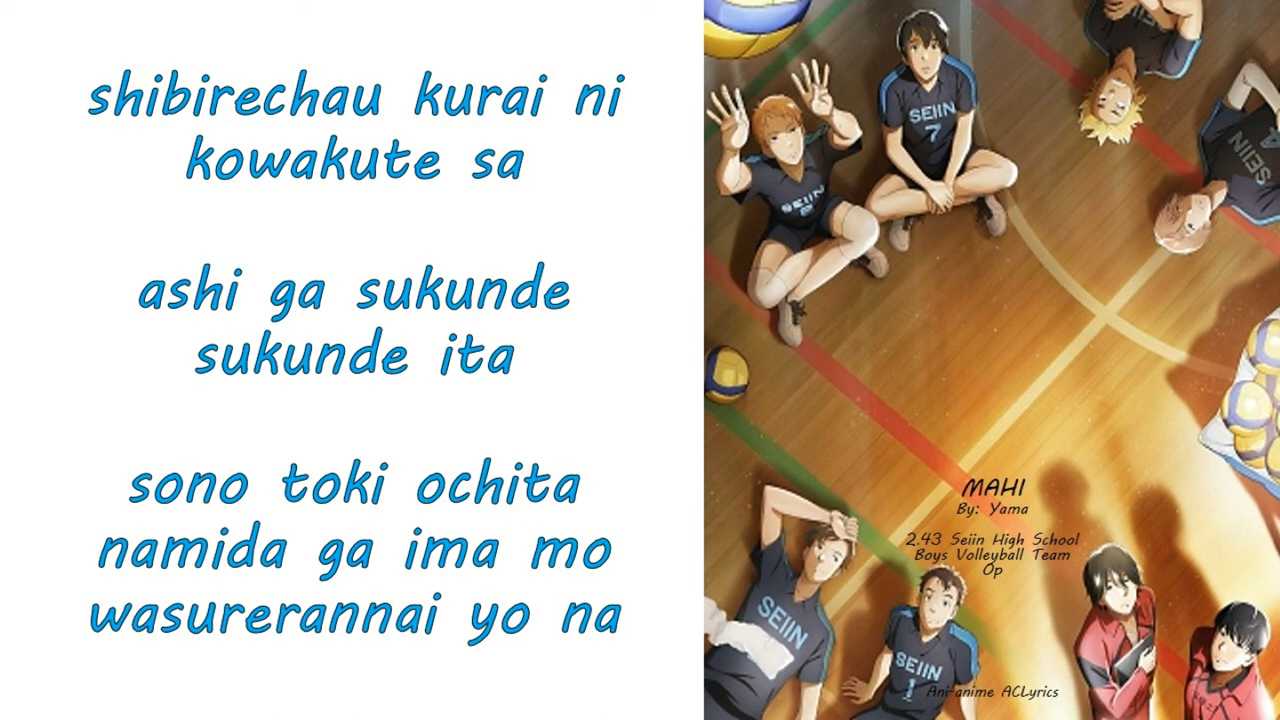 shibirechau kurai ni
kowakute sa
ashi ga sukunde
sukunde ita
sono toki ochita
namida ga ima mo
wasurerannai yo na
SEIIN
7
SEIIN
SEIIN
MAHI
By: Yama
2.43 Seiin High School
Boys Volleyball Team
Op
SEIIN
SEIIN
1
Ani-anime ACLyrics